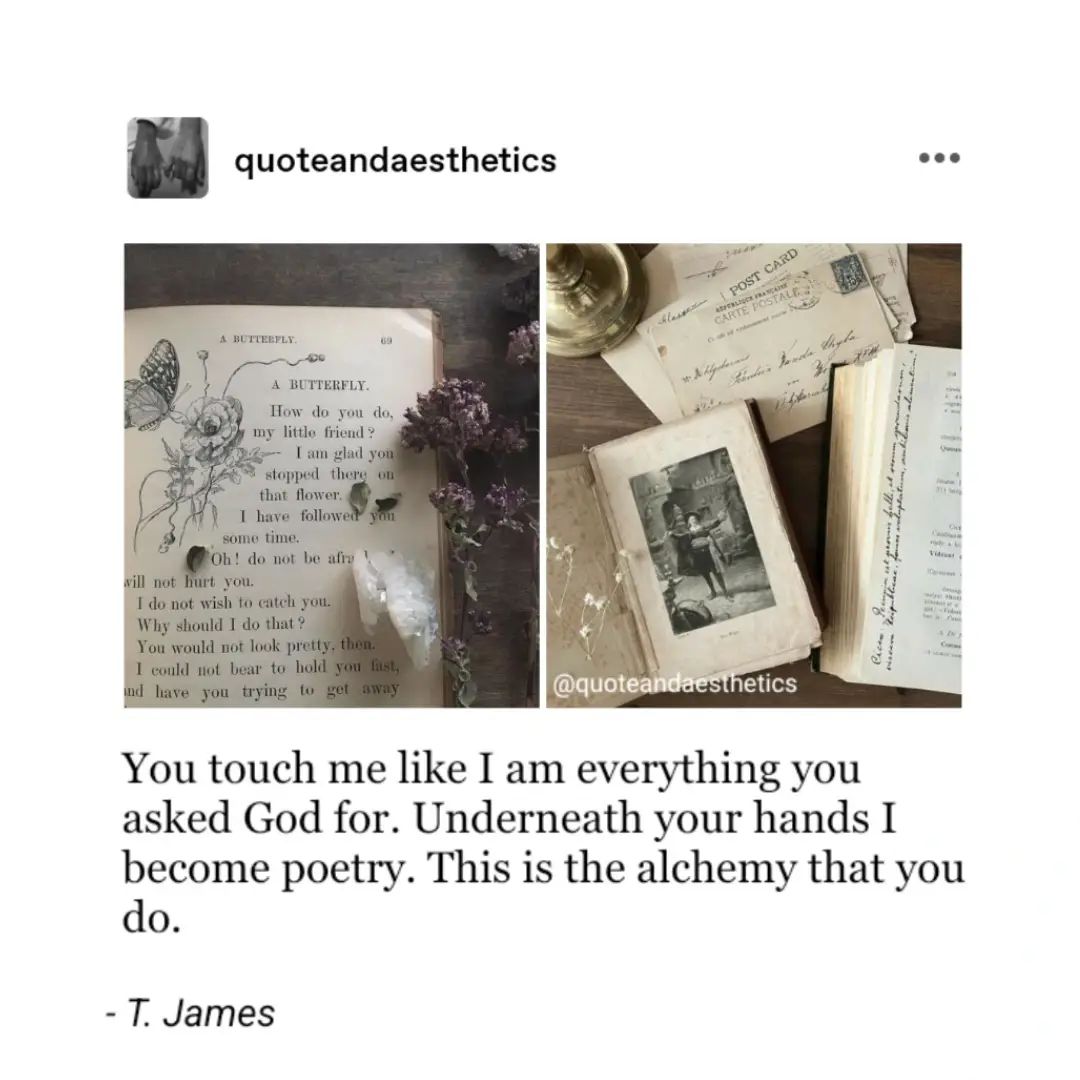 quoteandaesthetics
A BUTTERFLY.
69
A BUTTERFLY.
How do you do,
my little friend?
I am glad you
stopped there on
that flower.
I have followed you
some time.
Oh! do not be afra
will not hurt you.
I do not wish to catch you.
Why should I do that?
You would not look pretty, then.
I could not bear to hold you fast,
and have you trying to get away
POST CARD
RÉPUBLIQUE FRANÇAISE
CARTE POSTALE
@quoteandaesthetics
You touch me like I am everything you
asked God for. Underneath your hands I
become poetry. This is the alchemy that you
do.
- T. James